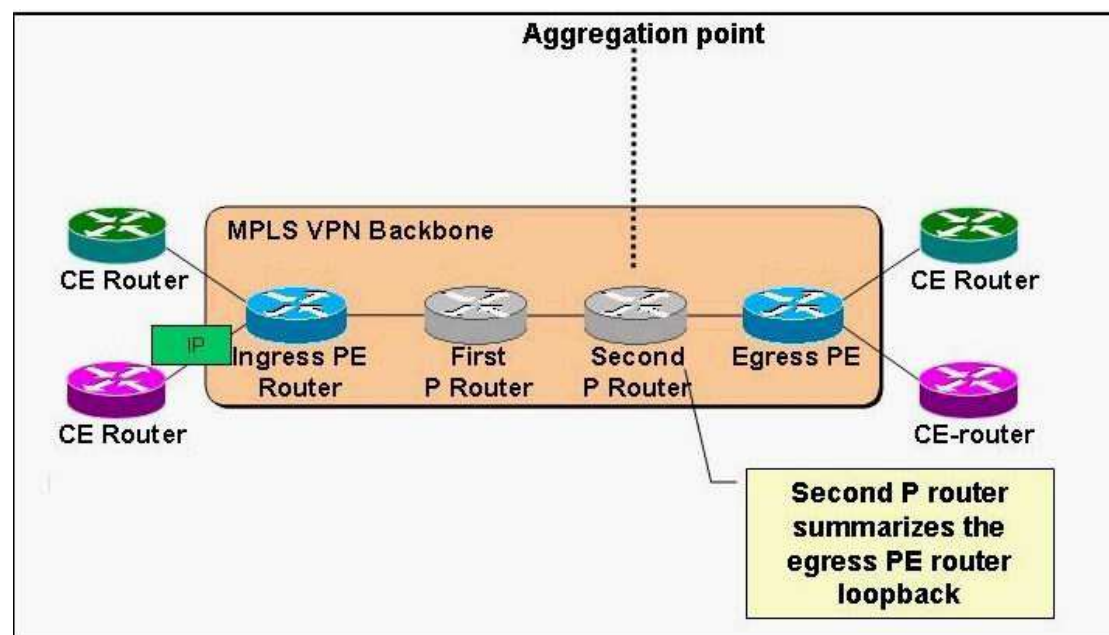 Aggregation point
MPLS VPN Backbone
CE Router
CE Router
IP
Ingress PE
Router
First
P Router
Second
P Router
Egress PE
CE Router
CE-router
Second P router
summarizes the
egress PE router
loopback